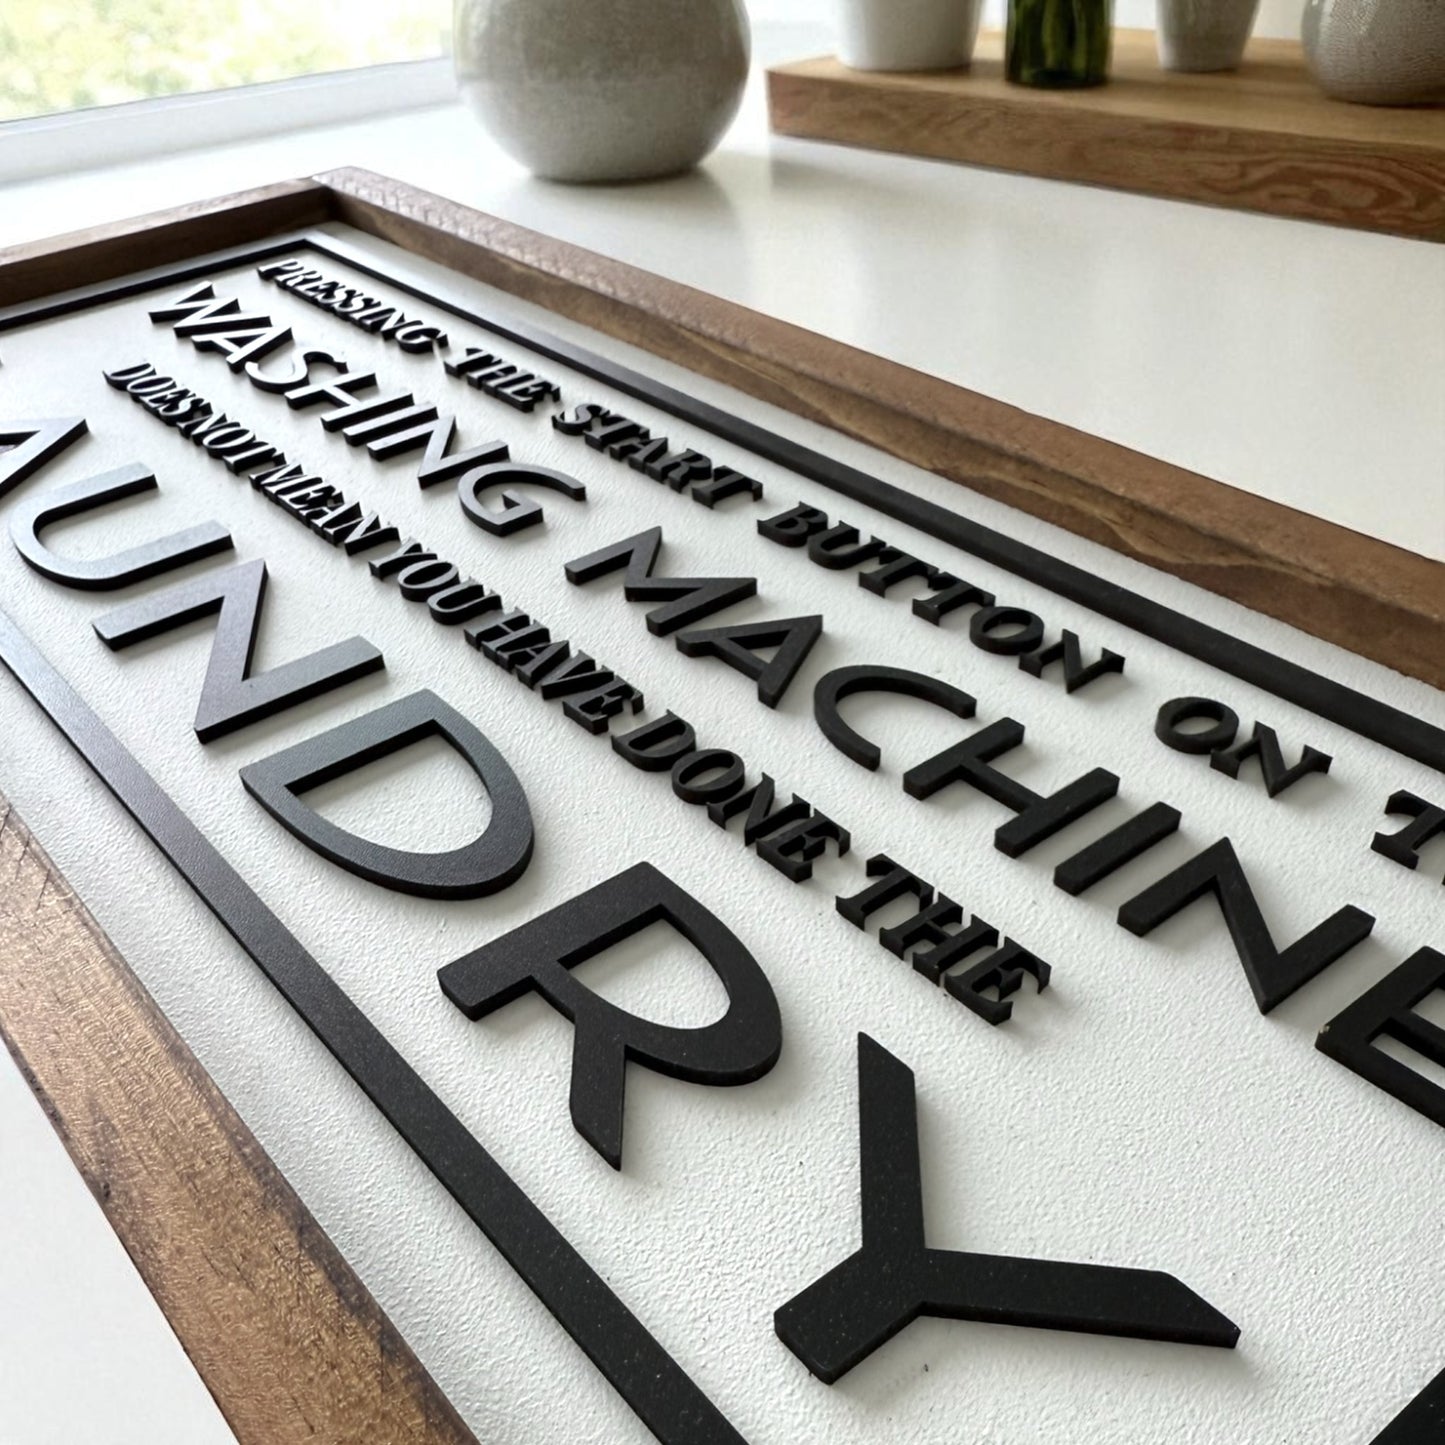 PRESSING THE START BUTTON ON T
WASHING MACHINE
DOES NOT MEAN YOU HAVE DONE THE
AUNDRY